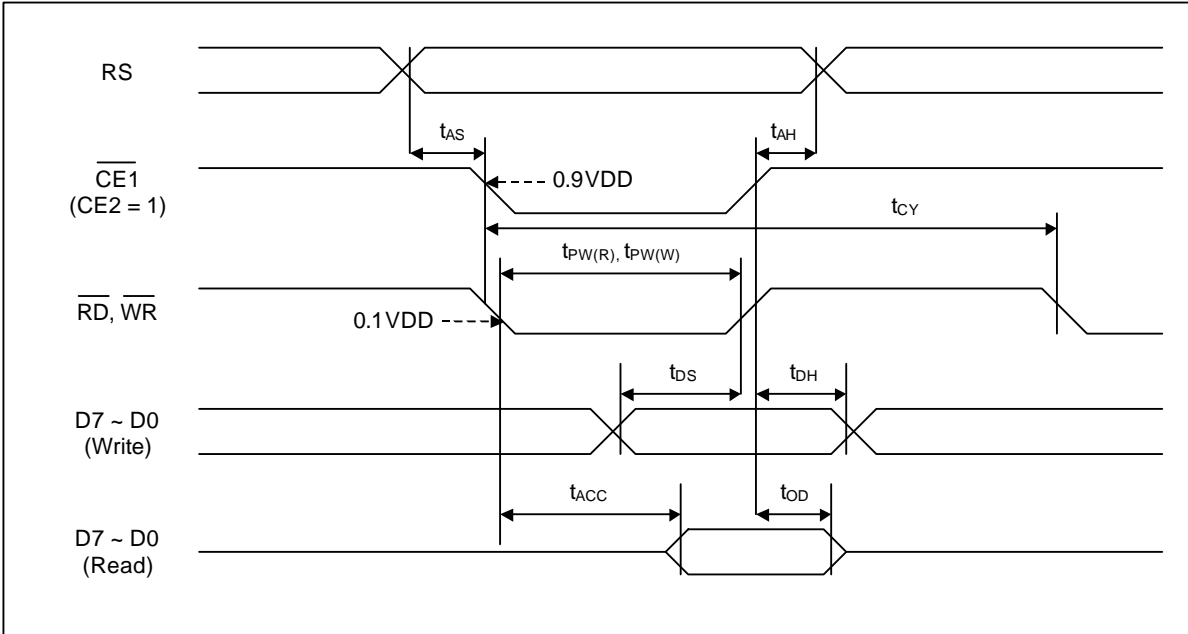 RS
tAS
tAH
CE1
(CE2 = 1)
0.9VDD
tCY
tPW(R), tPW(W)
RD, WR
0.1VDD
tDS
tDH
D7 ~ D0
(Write)
tACC
tOD
D7 ~ D0
(Read)